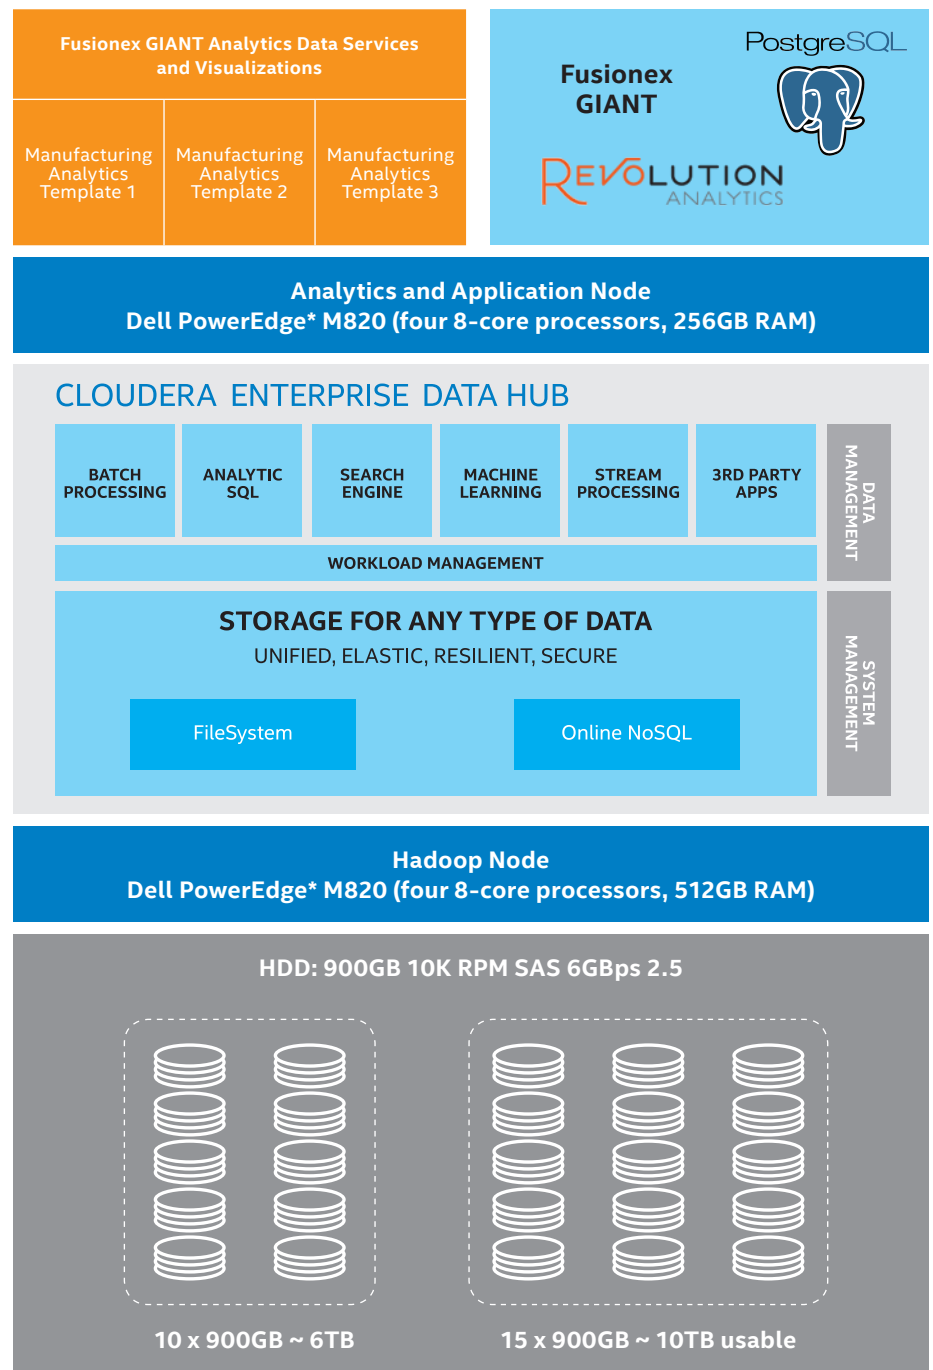 Fusionex GIANT Analytics Data Services
and Visualizations
Manufacturing
Analytics
Template 1
Manufacturing
Analytics
Template 2
Manufacturing
Analytics
Template 3
PostgreSQL
Fusionex
GIANT
REVOLUTION
ANALYTICS
Analytics and Application Node
Dell PowerEdge* M820 (four 8-core processors, 256GB RAM)
CLOUDERA ENTERPRISE DATA HUB
BATCH
PROCESSING
ANALYTIC
SQL
SEARCH
ENGINE
MACHINE
LEARNING
STREAM
PROCESSING
3RD PARTY
APPS
DATA
MANAGEMENT
WORKLOAD MANAGEMENT
STORAGE FOR ANY TYPE OF DATA
UNIFIED, ELASTIC, RESILIENT, SECURE
FileSystem
Online NoSQL
SYSTEM
MANAGEMENT
Hadoop Node
Dell PowerEdge* M820 (four 8-core processors, 512GB RAM)
HDD: 900GB 10K RPM SAS 6GBps 2.5
10 x 900GB ~ 6TB
15 x 900GB ~ 10TB usable